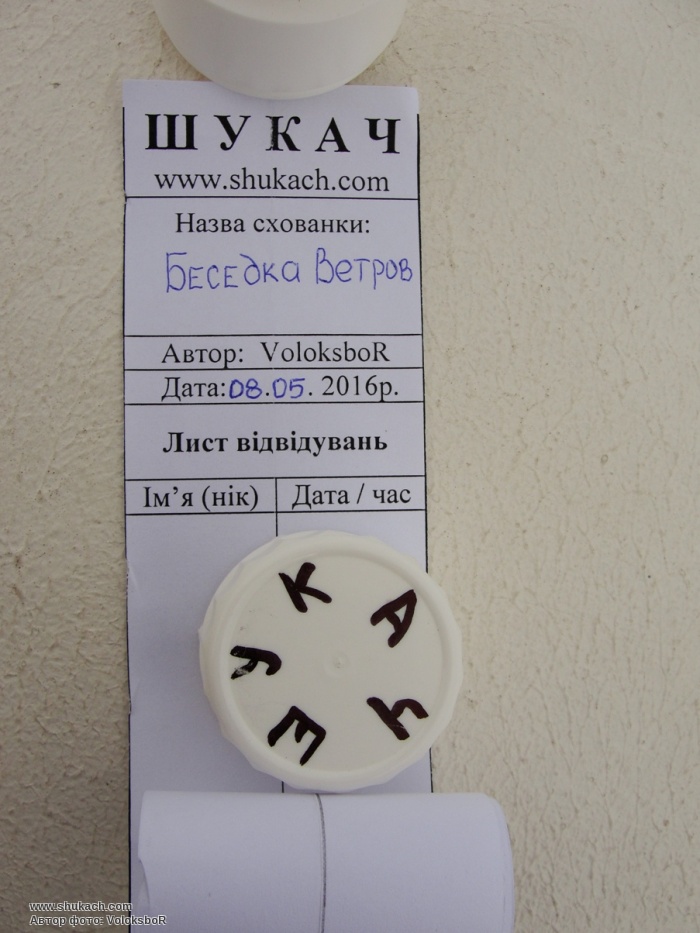 ШУКАЧ
www.shukach.com
Назва схованки:
Беседка Ветров
Автор: VoloksboR
Дата:08.05. 2016р.
Лист відвідувань
Ім’я (нік) Дата / час
ШУКАЧ
www.shukach.com
Автор фото: VoloksboR